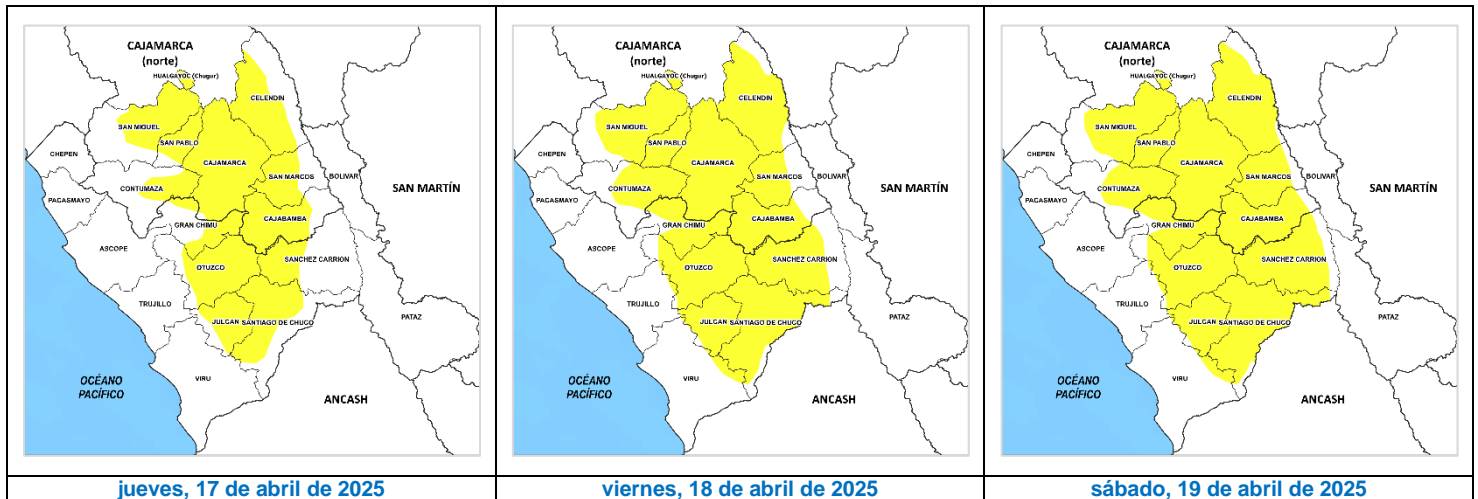 CAJAMARCA
(norte)
HUALGAYOC (Chugur)
CELENDIN
SAN MIGUEL
SAN PABLO
CHEPEN
CAJAMARCA
SAN MARCOS
BOLIVAR
CONTUMAZA
SAN MARTÍN
PACASMAYO
CAJABAMBA
GRAN CHIMU
ASCOPE
SANCHEZ CARRION
OTUZCO
TRUJILLO
PATAZ
JULCAN
SANTIAGO DE CHUCO
VIRU
OCÉANO
PACÍFICO
ANCASH
jueves, 17 de abril de 2025
CAJAMARCA
(norte)
HUALGAYOC (Chugur)
CELENDIN
SAN MIGUEL
SAN PABLO
CHEPEN
CAJAMARCA
SAN MARCOS
BOLIVAR
CONTUMAZA
SAN MARTÍN
PACASMAYO
CAJABAMBA
GRAN CHIMU
ASCOPE
SANCHEZ CARRION
OTUZCO
TRUJILLO
PATAZ
JULCAN
SANTIAGO DE CHUCO
VIRU
OCÉANO
PACÍFICO
ANCASH
viernes, 18 de abril de 2025
CAJAMARCA
(norte)
HUALGAYOC (Chugur)
CELENDIN
SAN MIGUEL
SAN PABLO
CHEPEN
CAJAMARCA
SAN MARCOS
BOLIVAR
CONTUMAZA
SAN MARTÍN
PACASMAYO
CAJABAMBA
GRAN CHIMU
ASCOPE
SANCHEZ CARRION
OTUZCO
TRUJILLO
PATAZ
JULCAN
SANTIAGO DE CHUCO
VIRU
OCÉANO
PACÍFICO
ANCASH
sábado, 19 de abril de 2025